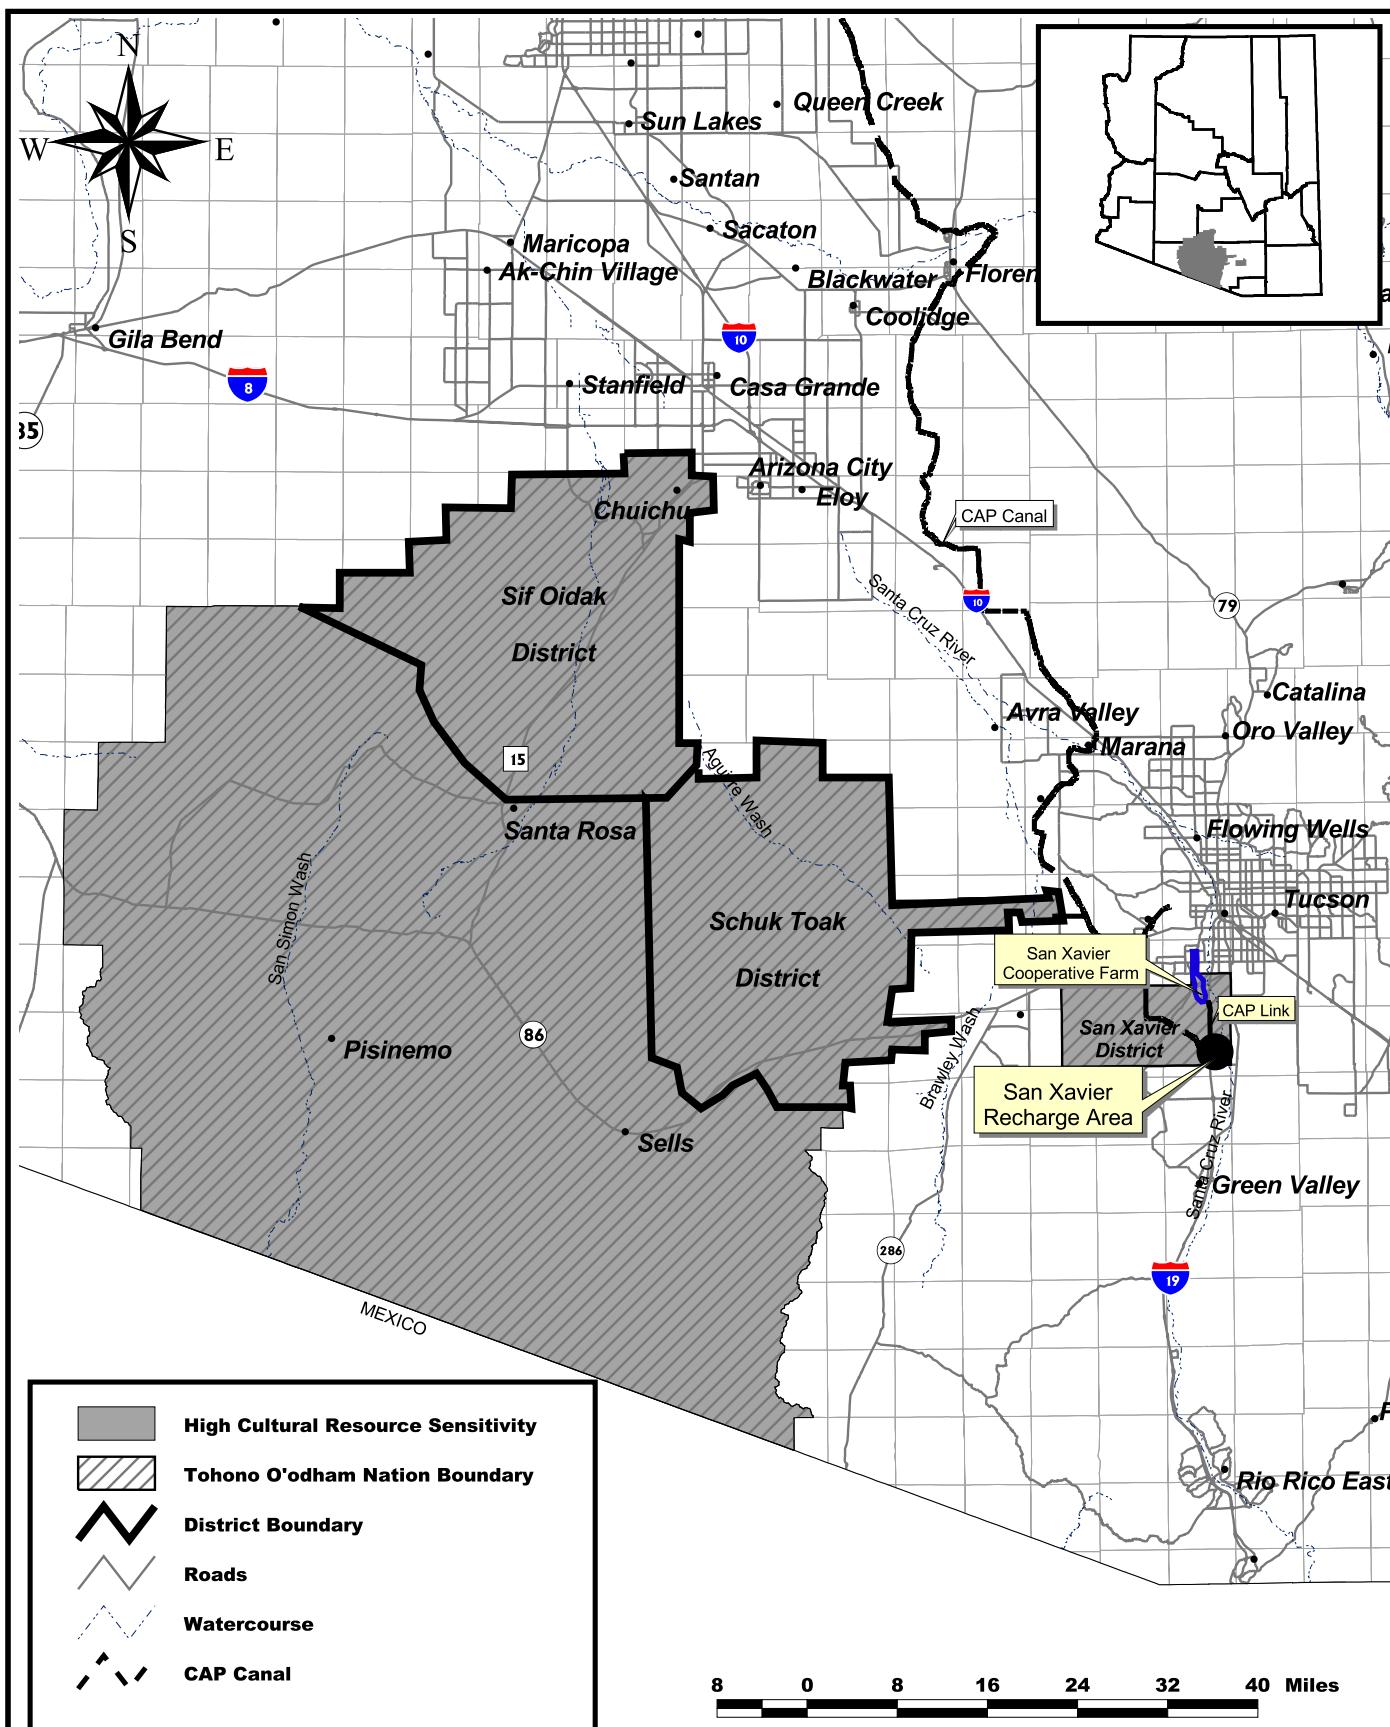 N
W
E
S
Queen Creek
Sun Lakes
Santan
Sacaton
Maricopa
Ak-Chin Village
Blackwater
Floren
Coolidge
Gila Bend
10
8
Stanfield
Casa Grande
85
Arizona City
Eloy
Chuichu
CAP Canal
Sif Oidak
District
Santa Cruz River
10
79
Catalina
Avra Valley
Oro Valley
Marana
15
Aguirre Wash
Santa Rosa
Flowing Wells
San Simon Wash
Tucson
Schuk Toak
District
San Xavier
Cooperative Farm
CAP Link
San Xavier
District
86
Pisinemo
Brawley Wash
San Xavier
Recharge Area
Sells
Santa Cruz River
Green Valley
286
19
MEXICO
Rio Rico East
High Cultural Resource Sensitivity
Tohono O'odham Nation Boundary
District Boundary
Roads
Watercourse
CAP Canal
8 0 8 16 24 32 40 Miles